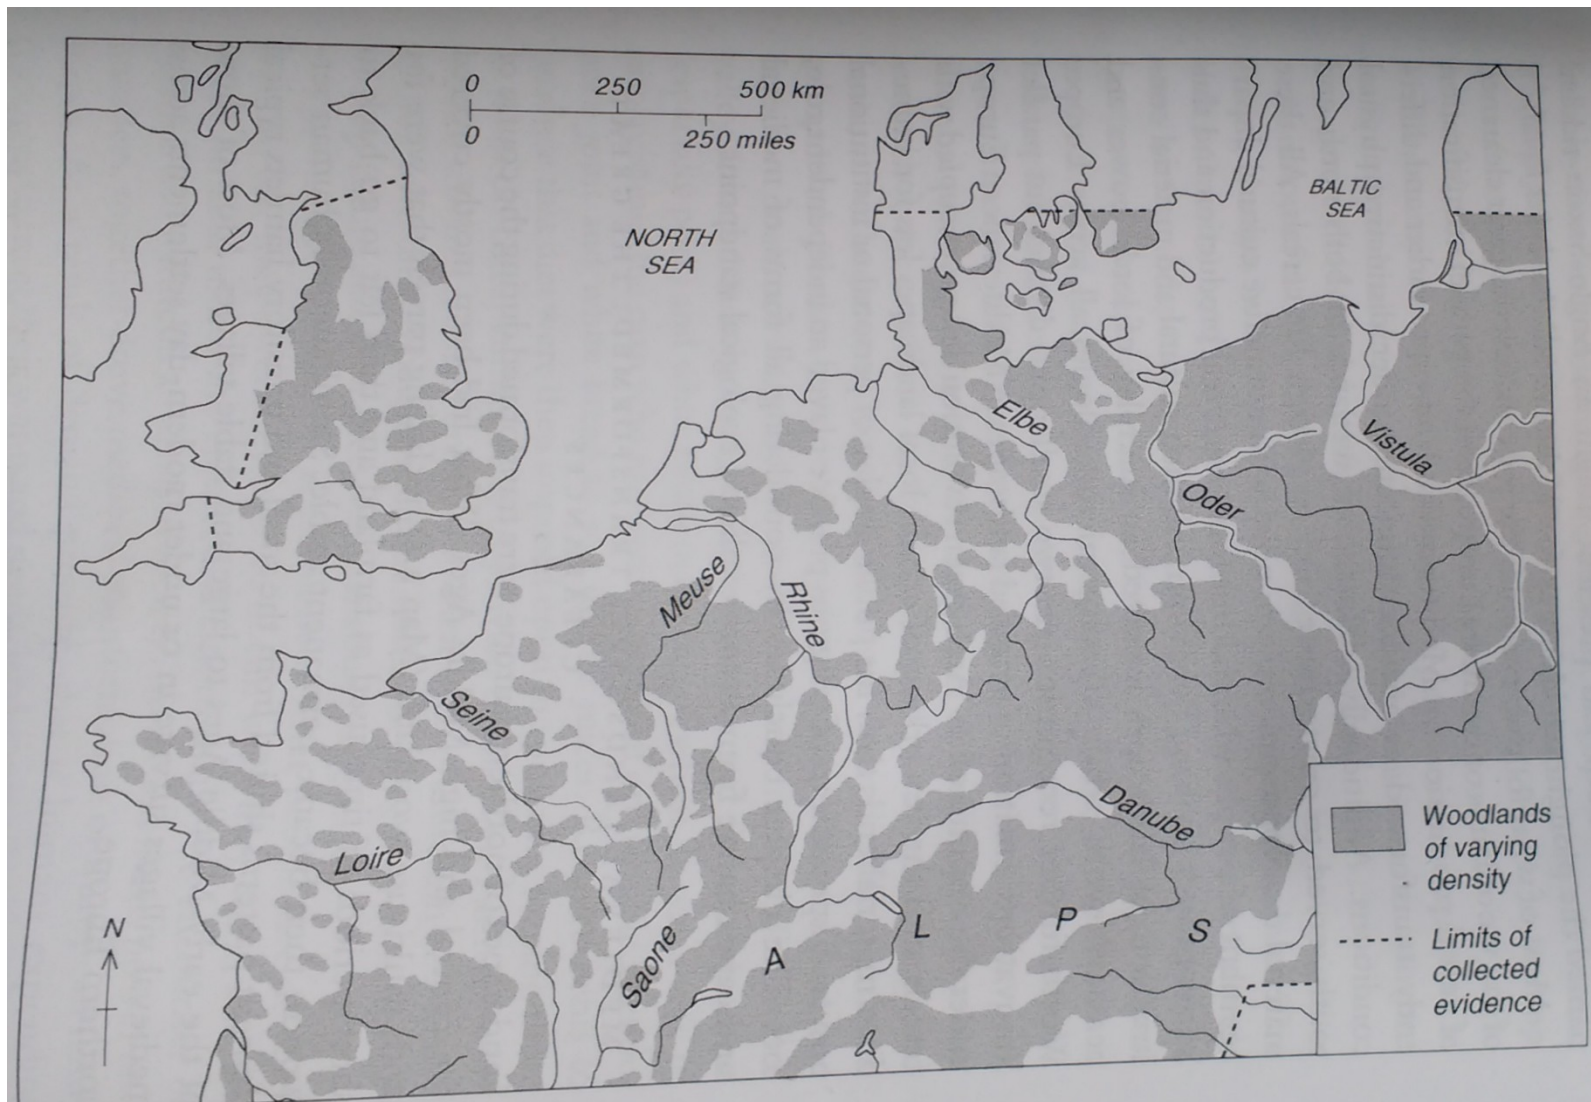 0 250 500 km
0 250 miles
BALTIC
SEA
NORTH
SEA
Elbe
Vistula
Oder
Meuse
Rhine
Seine
Danube
Loire
Saone
A L P S
N
Woodlands
of varying
density
Limits of
collected
evidence